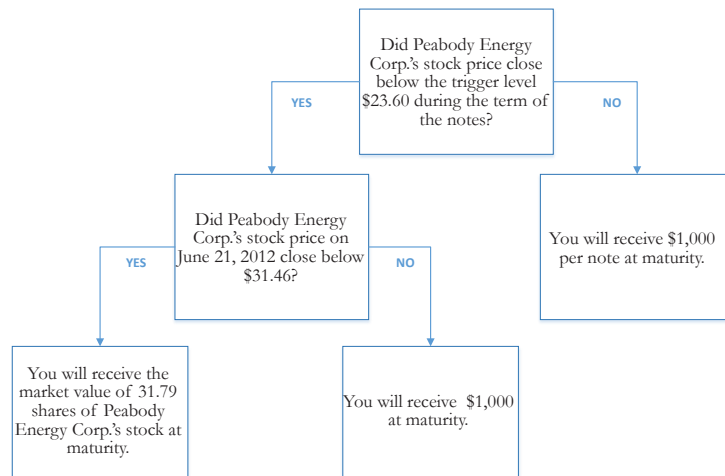 Did Peabody Energy
Corp.'s stock price close
below the trigger level
$23.60 during the term of
the notes?
YES
NO
Did Peabody Energy
Corp.'s stock price on
June 21, 2012 close below
$31.46?
You will receive $1,000
per note at maturity.
YES
NO
You will receive the
market value of 31.79
shares of Peabody
Energy Corp.'s stock at
maturity.
You will receive $1,000
at maturity.